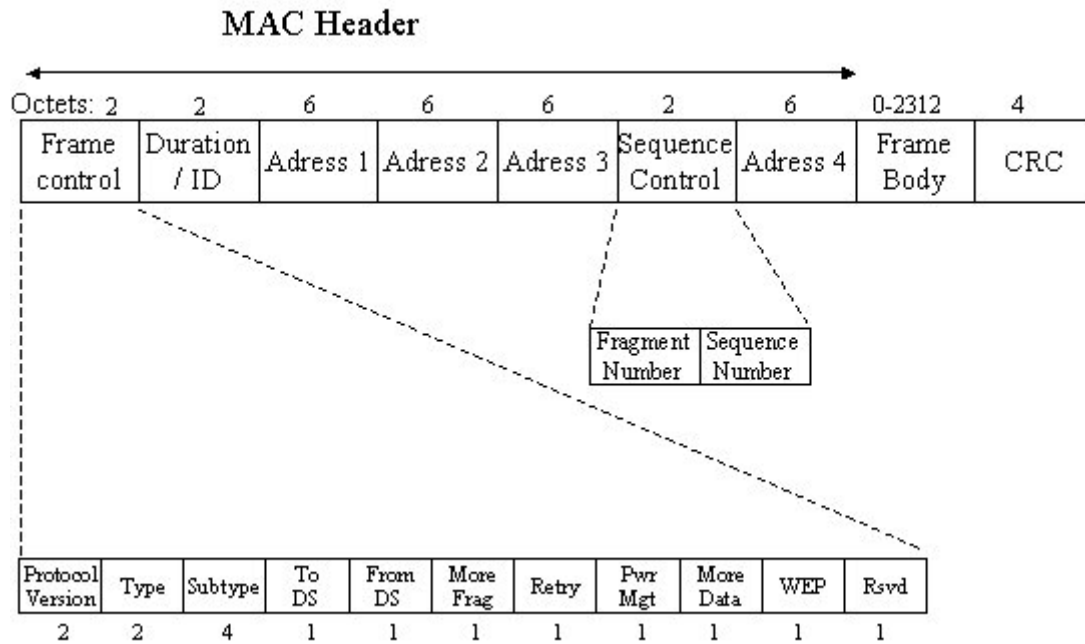 MAC Header
Octets: 2 2 6 6 6 2 6 0-2312 4
Frame control
Duration / ID
Adress 1
Adress 2
Adress 3
Sequence Control
Adress 4
Frame Body
CRC
Fragment Number
Sequence Number
Protocol Version
Type
Subtype
To DS
From DS
More Frag
Retry
Pwr Mgt
More Data
WEP
Rsvd
2 2 4 1 1 1 1 1 1 1 1